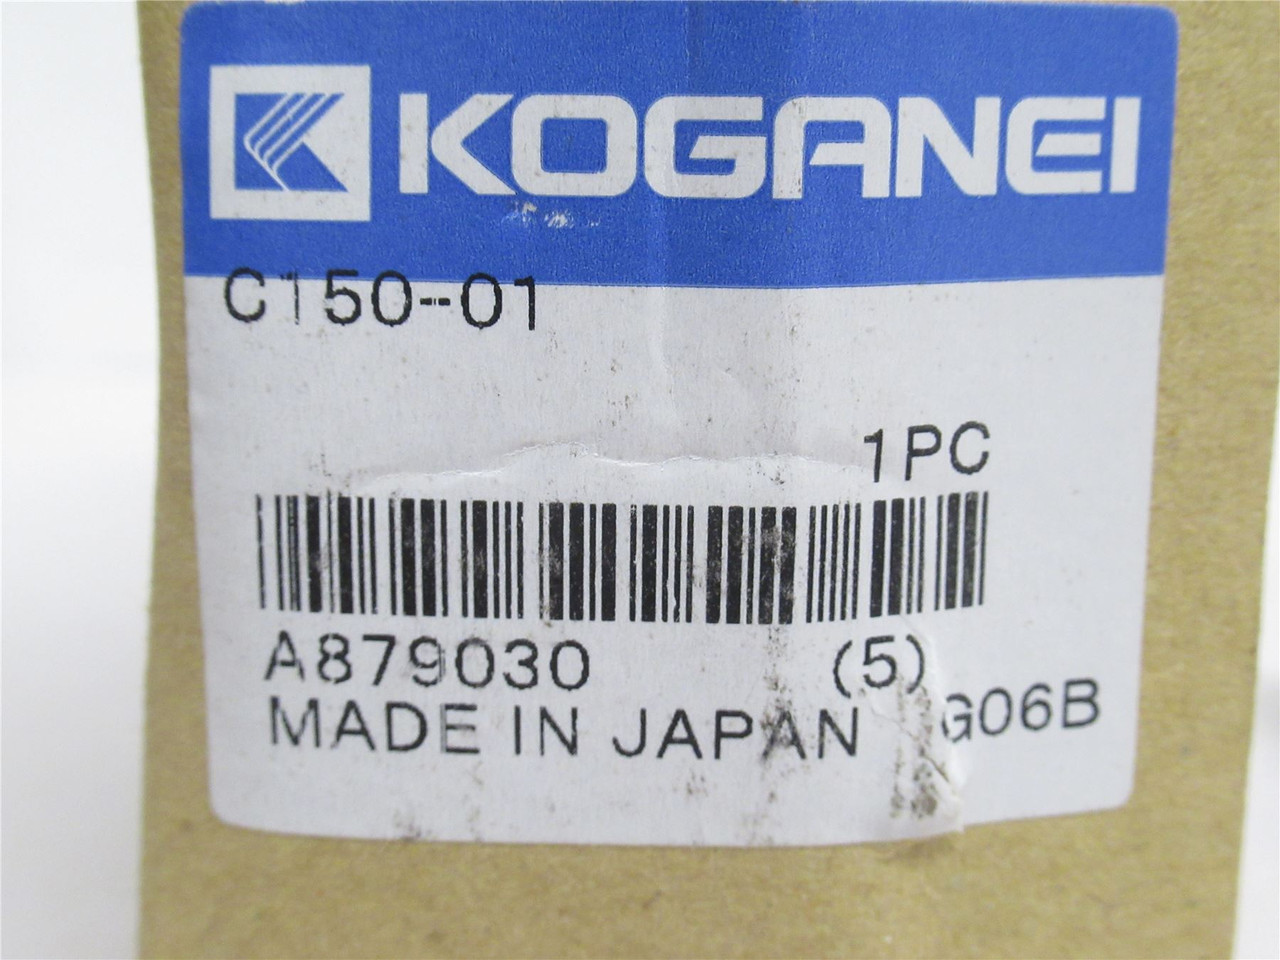 KOGANEI
C150-01
1PC
A879030 (5)
MADE IN JAPAN G06B